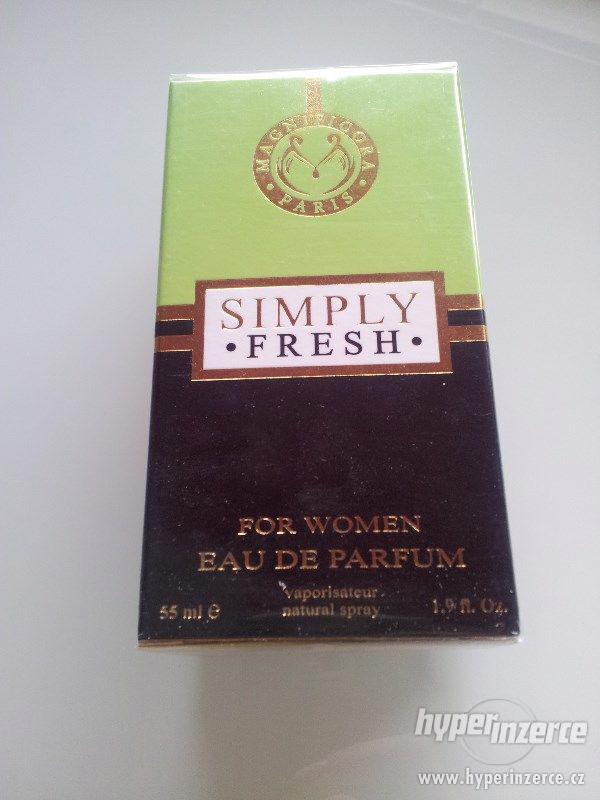 MAGNIFICORA
• PARIS •
SIMPLY
• FRESH •
FOR WOMEN
EAU DE PARFUM
vaporisateur
natural spray
55 ml e
1.9 fl. Oz.
hyperinzerce
www.hyperinzerce.cz